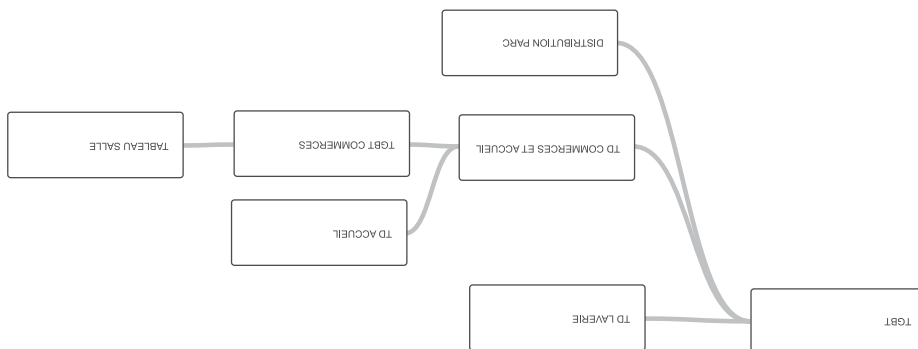 TGBT
TD LAVERIE
TD ACCUEIL
TD COMMERCES ET ACCUEIL
TGBT COMMERCES
TABLEAU SALLE
DISTRIBUTION PARC